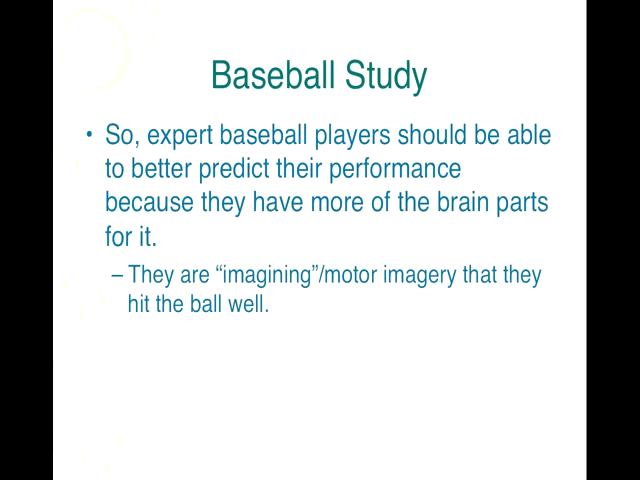 Baseball Study
• So, expert baseball players should be able
to better predict their performance
because they have more of the brain parts
for it.
– They are “imagining”/motor imagery that they
hit the ball well.